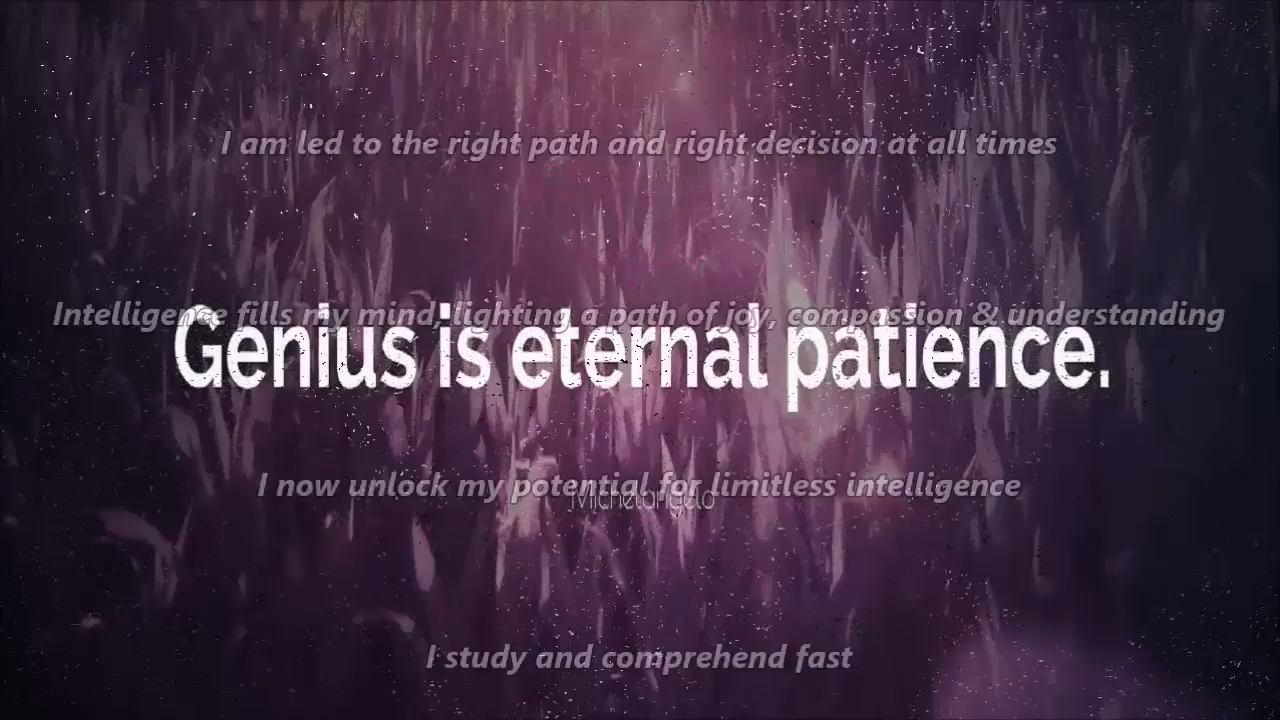 I am led to the right path and right decision at all times
Intelligence fills my mind, lighting a path of joy, compassion & understanding
Genius is eternal patience.
I now unlock my potential for limitless intelligence
Michelangelo
I study and comprehend fast